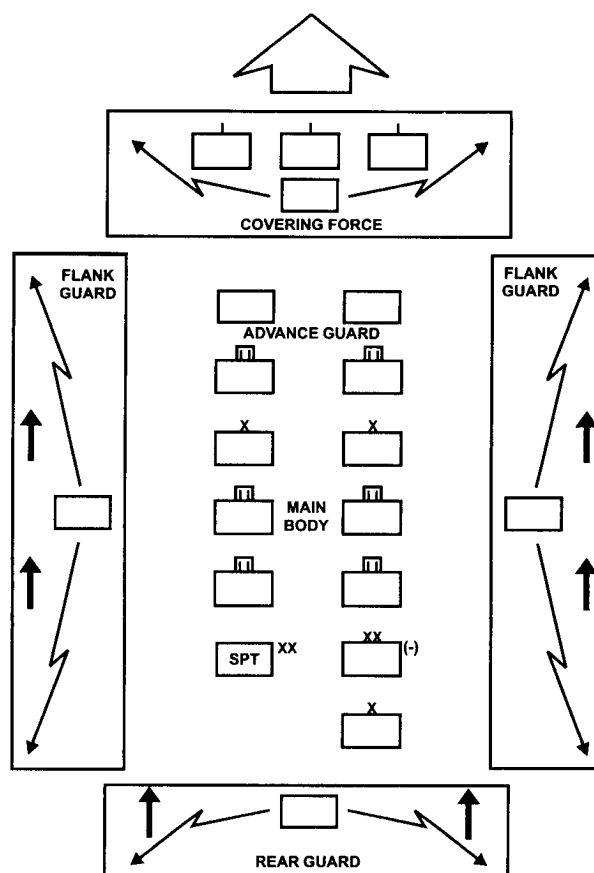 COVERING FORCE
FLANK
GUARD
FLANK
GUARD
ADVANCE GUARD
X
X
MAIN
BODY
SPT
XX
XX
(-)
X
REAR GUARD